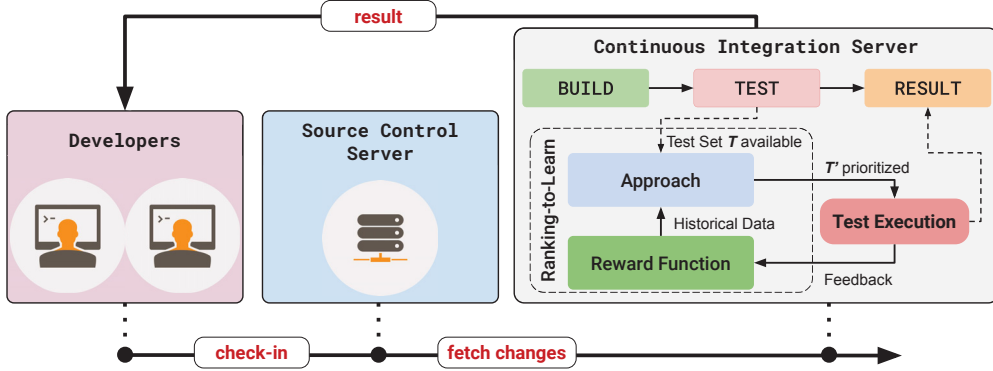 result
Continuous Integration Server
BUILD
TEST
RESULT
Developers
Source Control
Server
>-
>-
Ranking-to-Learn
Test Set T available
Approach
T' prioritized
Historical Data
Test Execution
Reward Function
Feedback
check-in
fetch changes